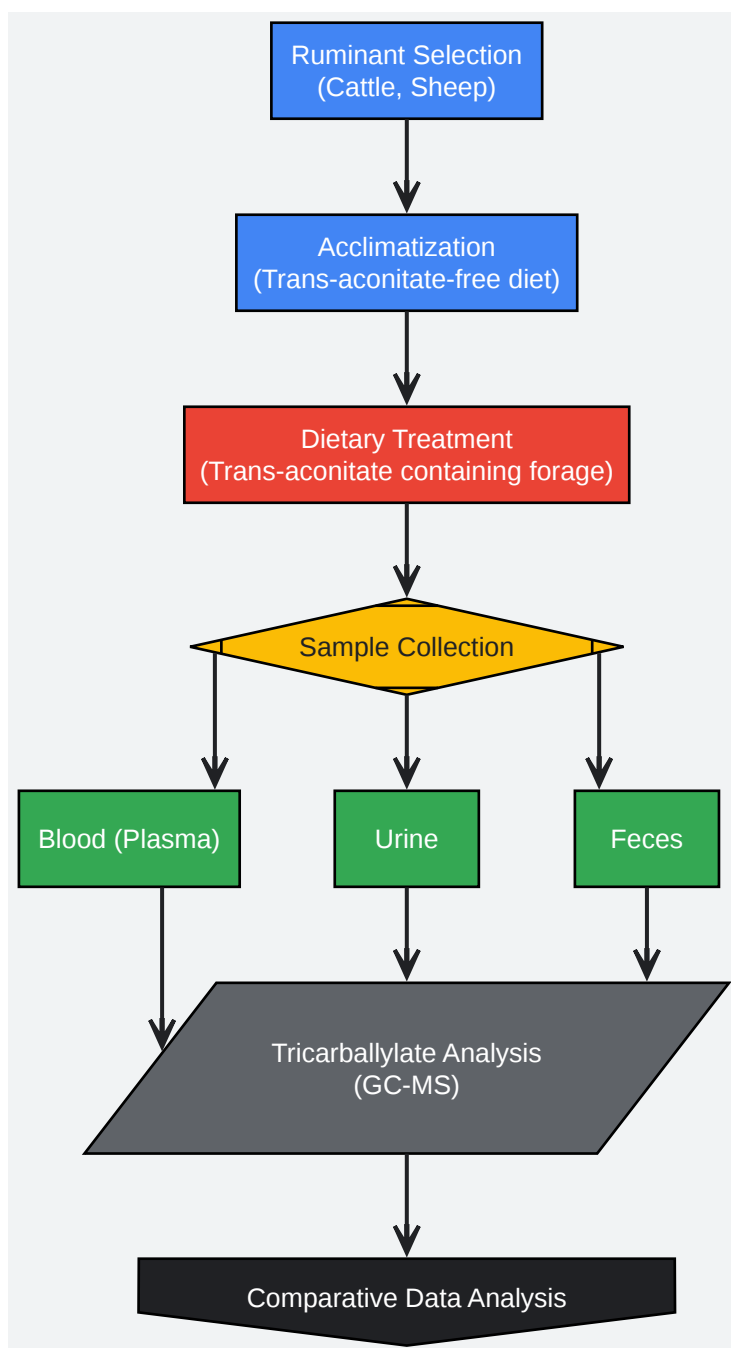 Ruminant Selection
(Cattle, Sheep)
Acclimatization
(Trans-aconitate-free diet)
Dietary Treatment
(Trans-aconitate containing forage)
Sample Collection
Blood (Plasma)
Urine
Feces
Tricarballylate Analysis
(GC-MS)
Comparative Data Analysis